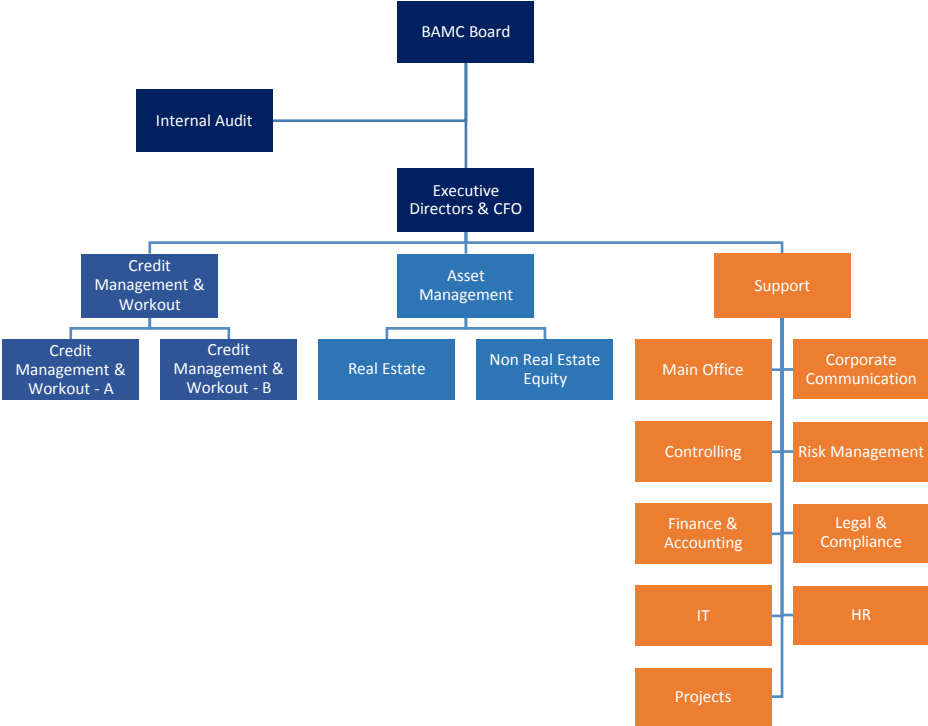 BAMC Board
Internal Audit
Executive
Directors & CFO
Credit
Management &
Workout
Asset
Management
Support
Credit
Management &
Workout - A
Credit
Management &
Workout - B
Real Estate
Non Real Estate
Equity
Main Office
Corporate
Communication
Controlling
Risk Management
Finance &
Accounting
Legal &
Compliance
IT
HR
Projects